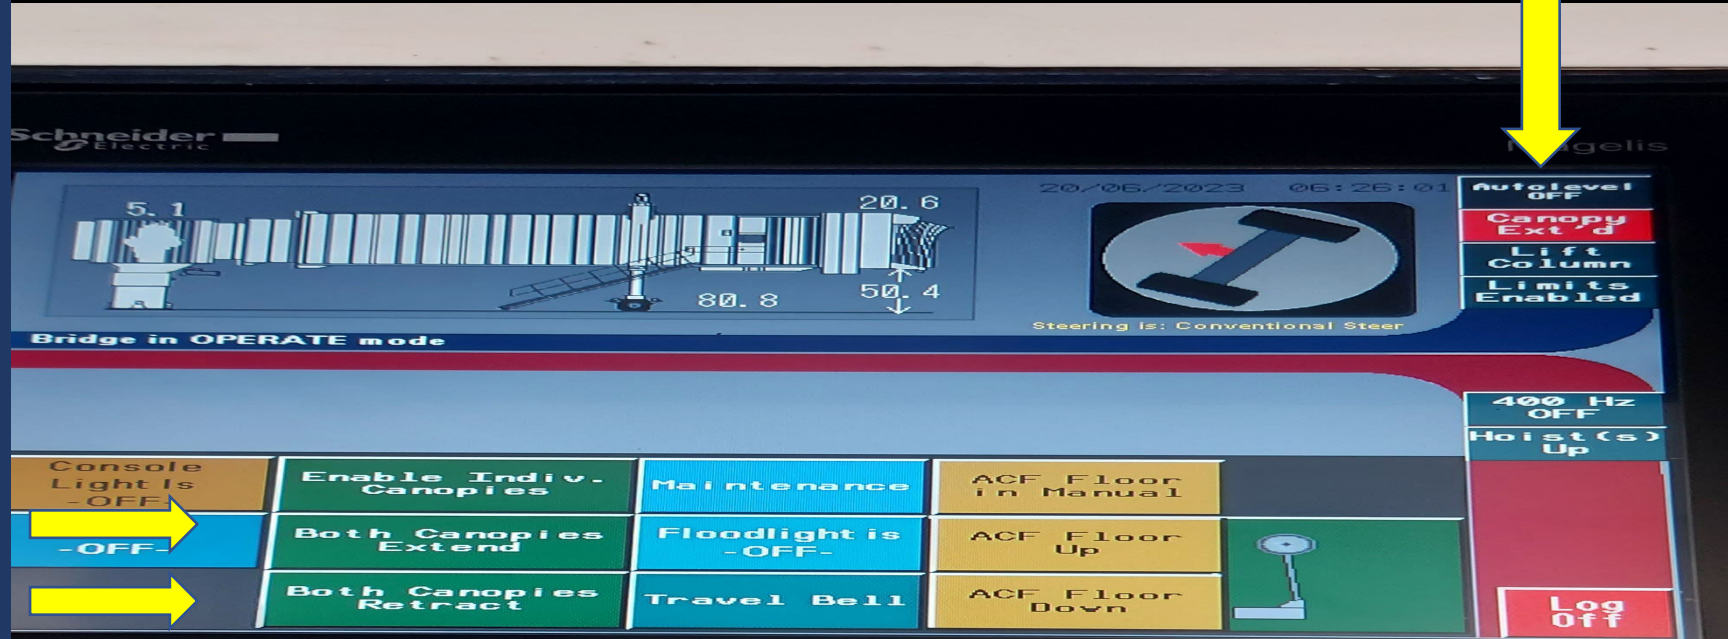 Schneider
Electric
gelis
5.1
20.6
80.8
50.4
20/06/2023 06:26:01
Steering is: Conventional Steer
Autolevel
OFF
Canopy
Ext'd
Lift
Column
Limits
Enabled
Bridge in OPERATE mode
400 Hz
OFF
Hoist(s)
Up
Console
Light Is
-OFF-
Enable Indiv.
Canopies
Maintenance
ACF Floor
in Manual
-OFF-
Both Canopies
Extend
Floodlight is
-OFF-
ACF Floor
Up
Both Canopies
Retract
Travel Bell
ACF Floor
Down
Log
Off